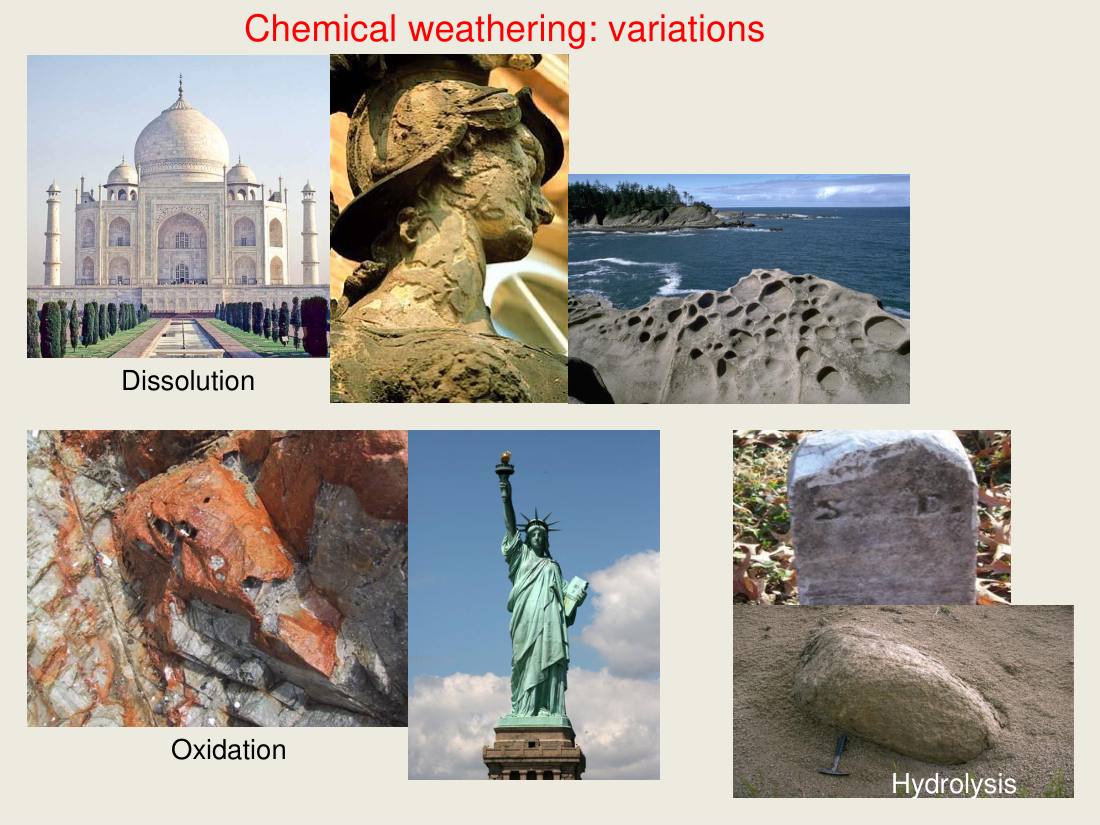 Chemical weathering: variations
Dissolution
S D.
Oxidation
Hydrolysis